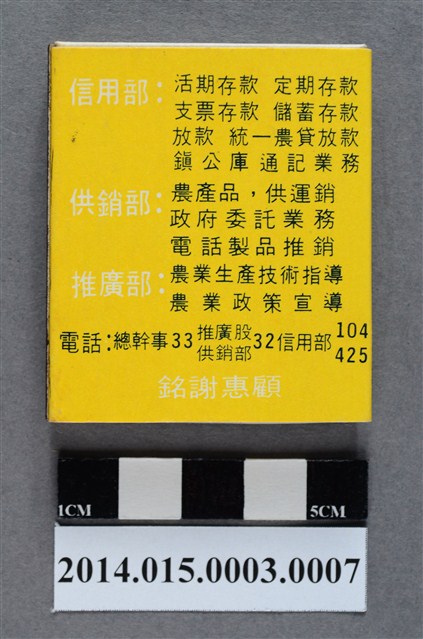 信用部：活期存款 定期存款
支票存款 儲蓄存款
放款 統一農貸放款
鎭公庫通記業務
供銷部：農產品，供運銷
政府委託業務
電話製品推銷
推廣部：農業生產技術指導
農業政策宣導
電話：總幹事33 推廣股 供銷部 32 信用部 104 425
銘謝惠顧
1CM 5CM
2014.015.0003.0007